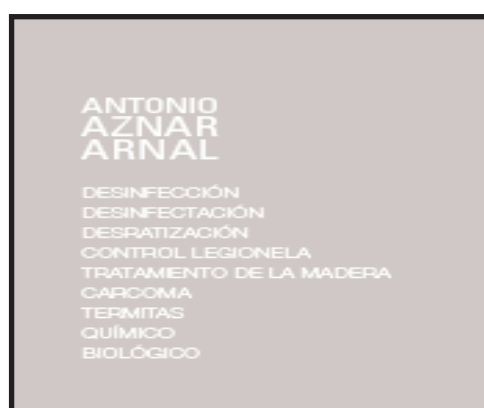 ANTONIO
AZNAR
ARNAL
DESINFECCIÓN
DESINFECTACIÓN
DESRATIZACIÓN
CONTROL LEGIONELA
TRATAMIENTO DE LA MADERA
CARCOMA
TERMITAS
QUÍMICO
BIOLÓGICO